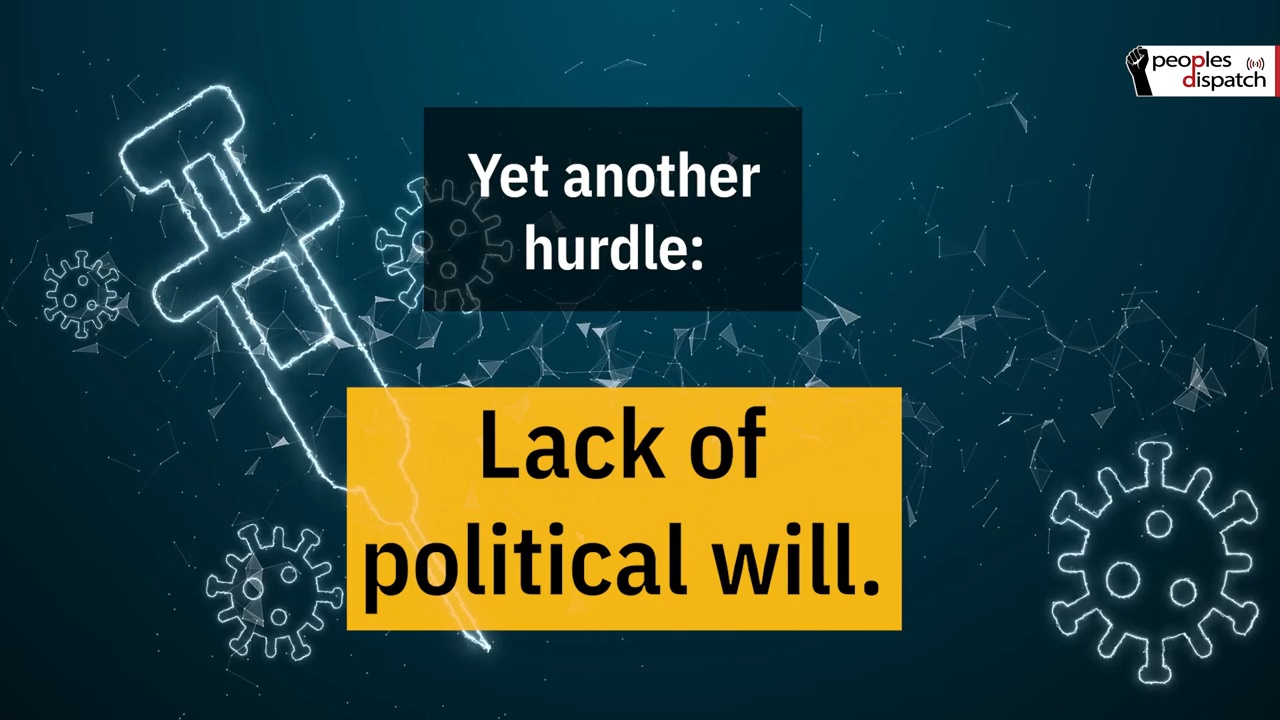 peoples
dispatch
Yet another
hurdle:
Lack of
political will.